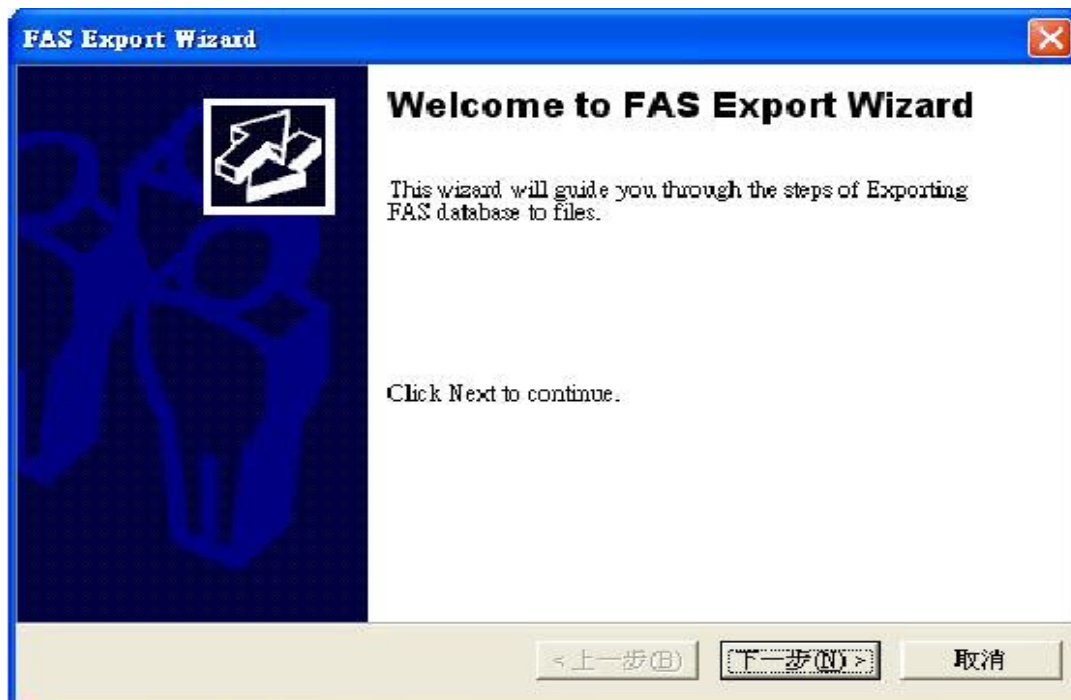 FAS Export Wizard
Welcome to FAS Export Wizard
This wizard will guide you through the steps of Exporting
FAS database to files.
Click Next to continue.
<上一步(B)
下一步(N) >
取消